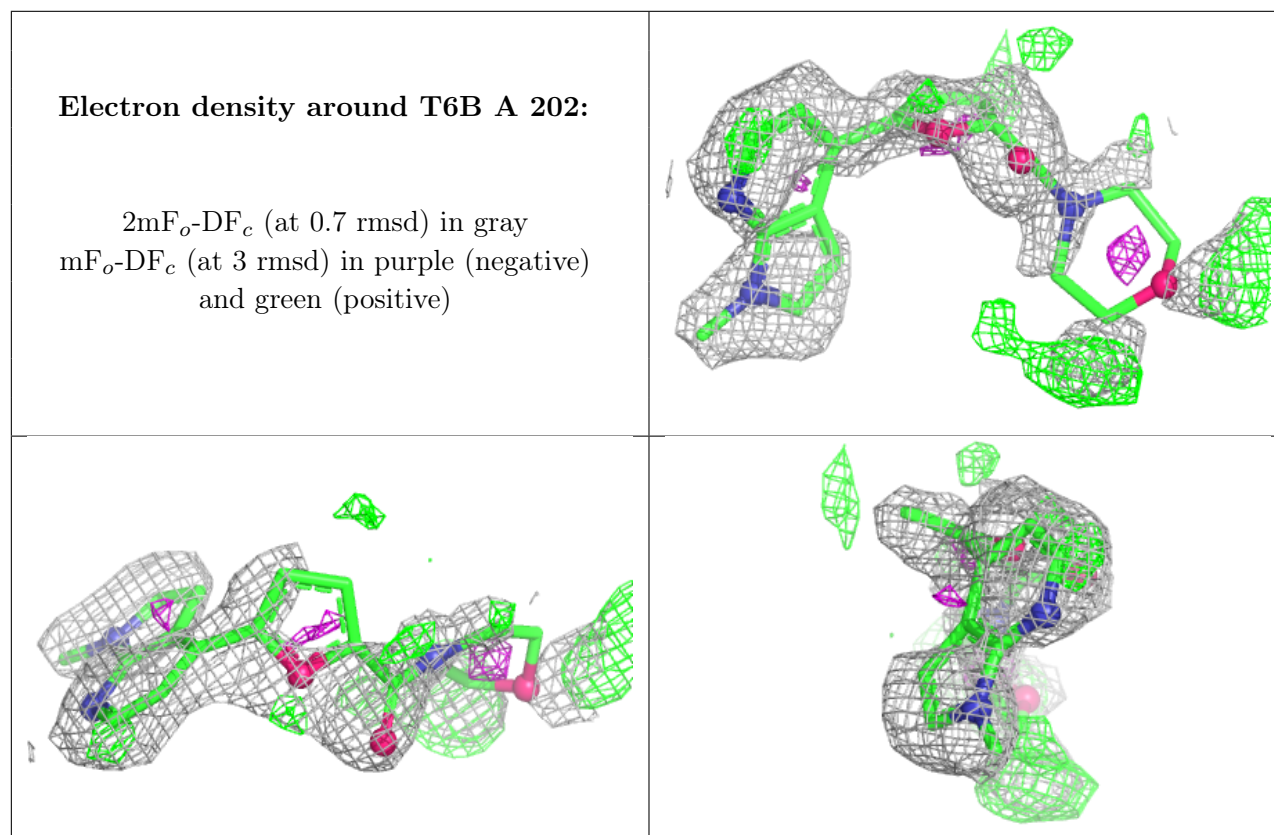 Electron density around T6B A 202:
2mFₒ-DF𝒸 (at 0.7 rmsd) in gray
mFₒ-DF𝒸 (at 3 rmsd) in purple (negative)
and green (positive)